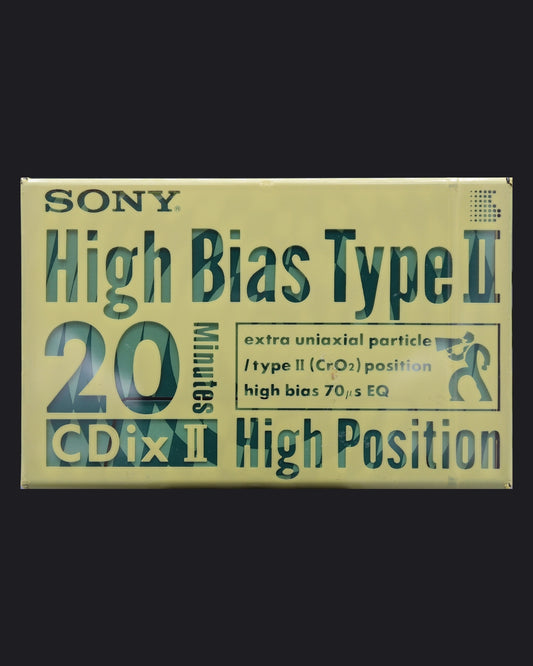 SONY®
High Bias Type II
20 Minutes
extra uniaxial particle
/type II (CrO2) position
high bias 70μs EQ
CDix II
High Position